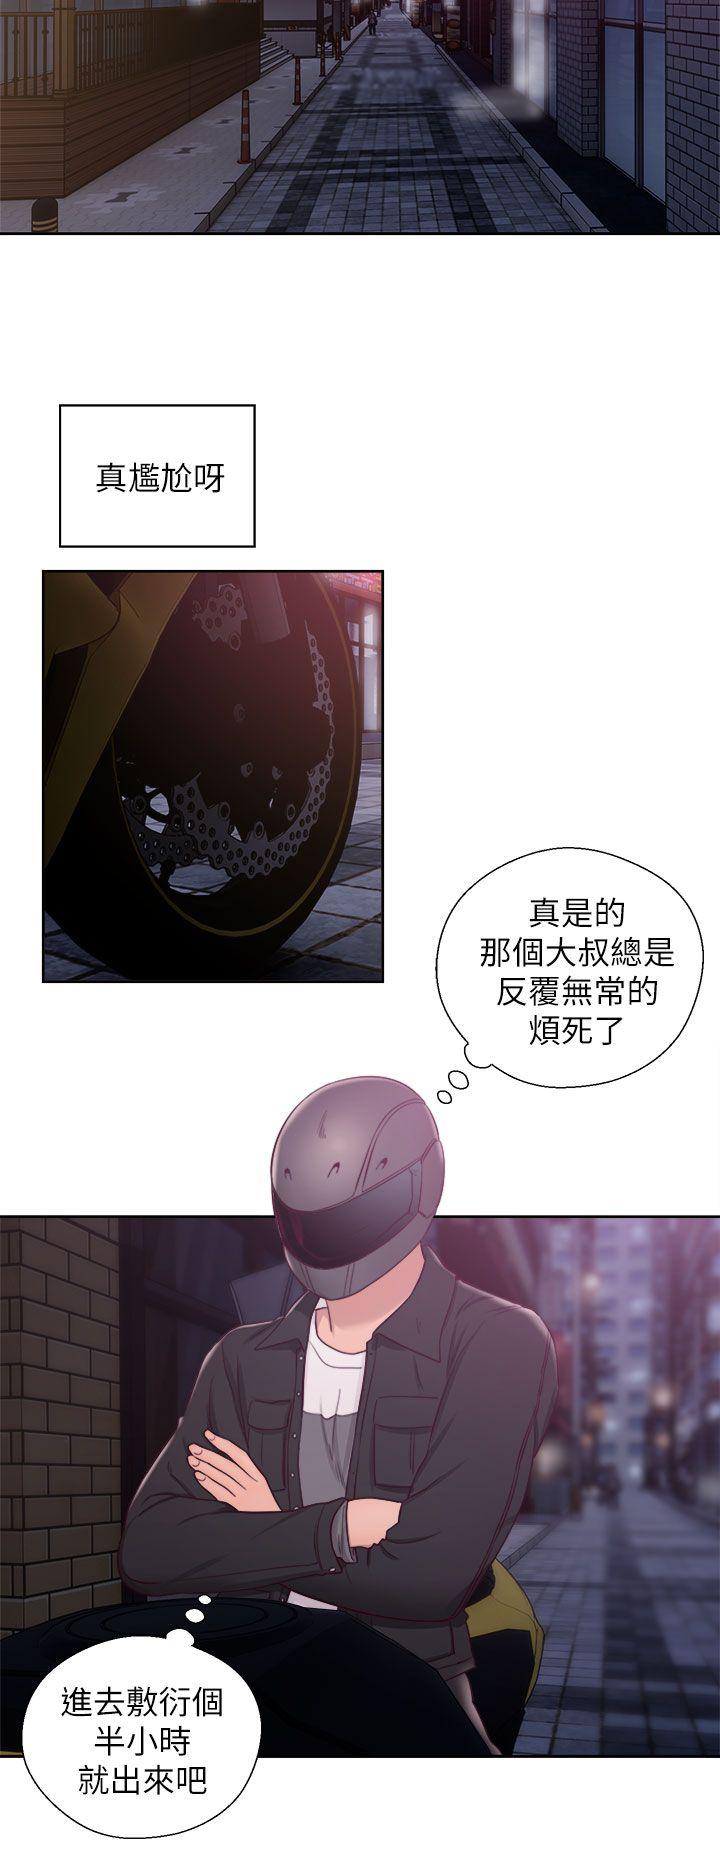 真尷尬呀
真是的
那個大叔總是
反覆無常的
煩死了
進去敷衍個
半小時
就出來吧